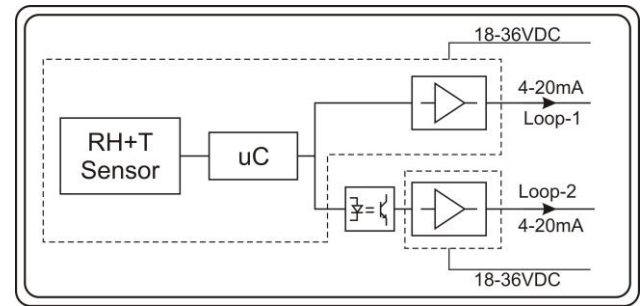 18-36VDC
4-20mA
Loop-1
RH+T
Sensor
uC
Loop-2
4-20mA
18-36VDC